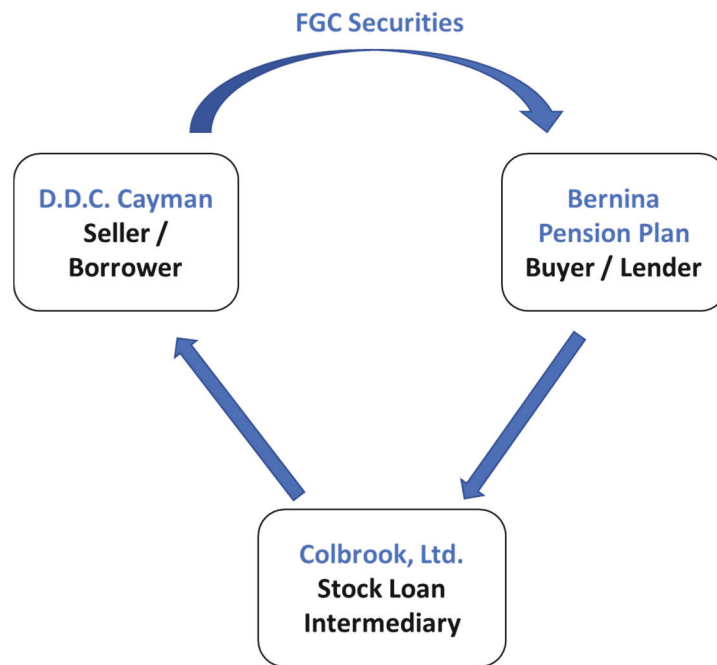 FGC Securities
D.D.C. Cayman
Seller /
Borrower
Bernina
Pension Plan
Buyer / Lender
Colbrook, Ltd.
Stock Loan
Intermediary